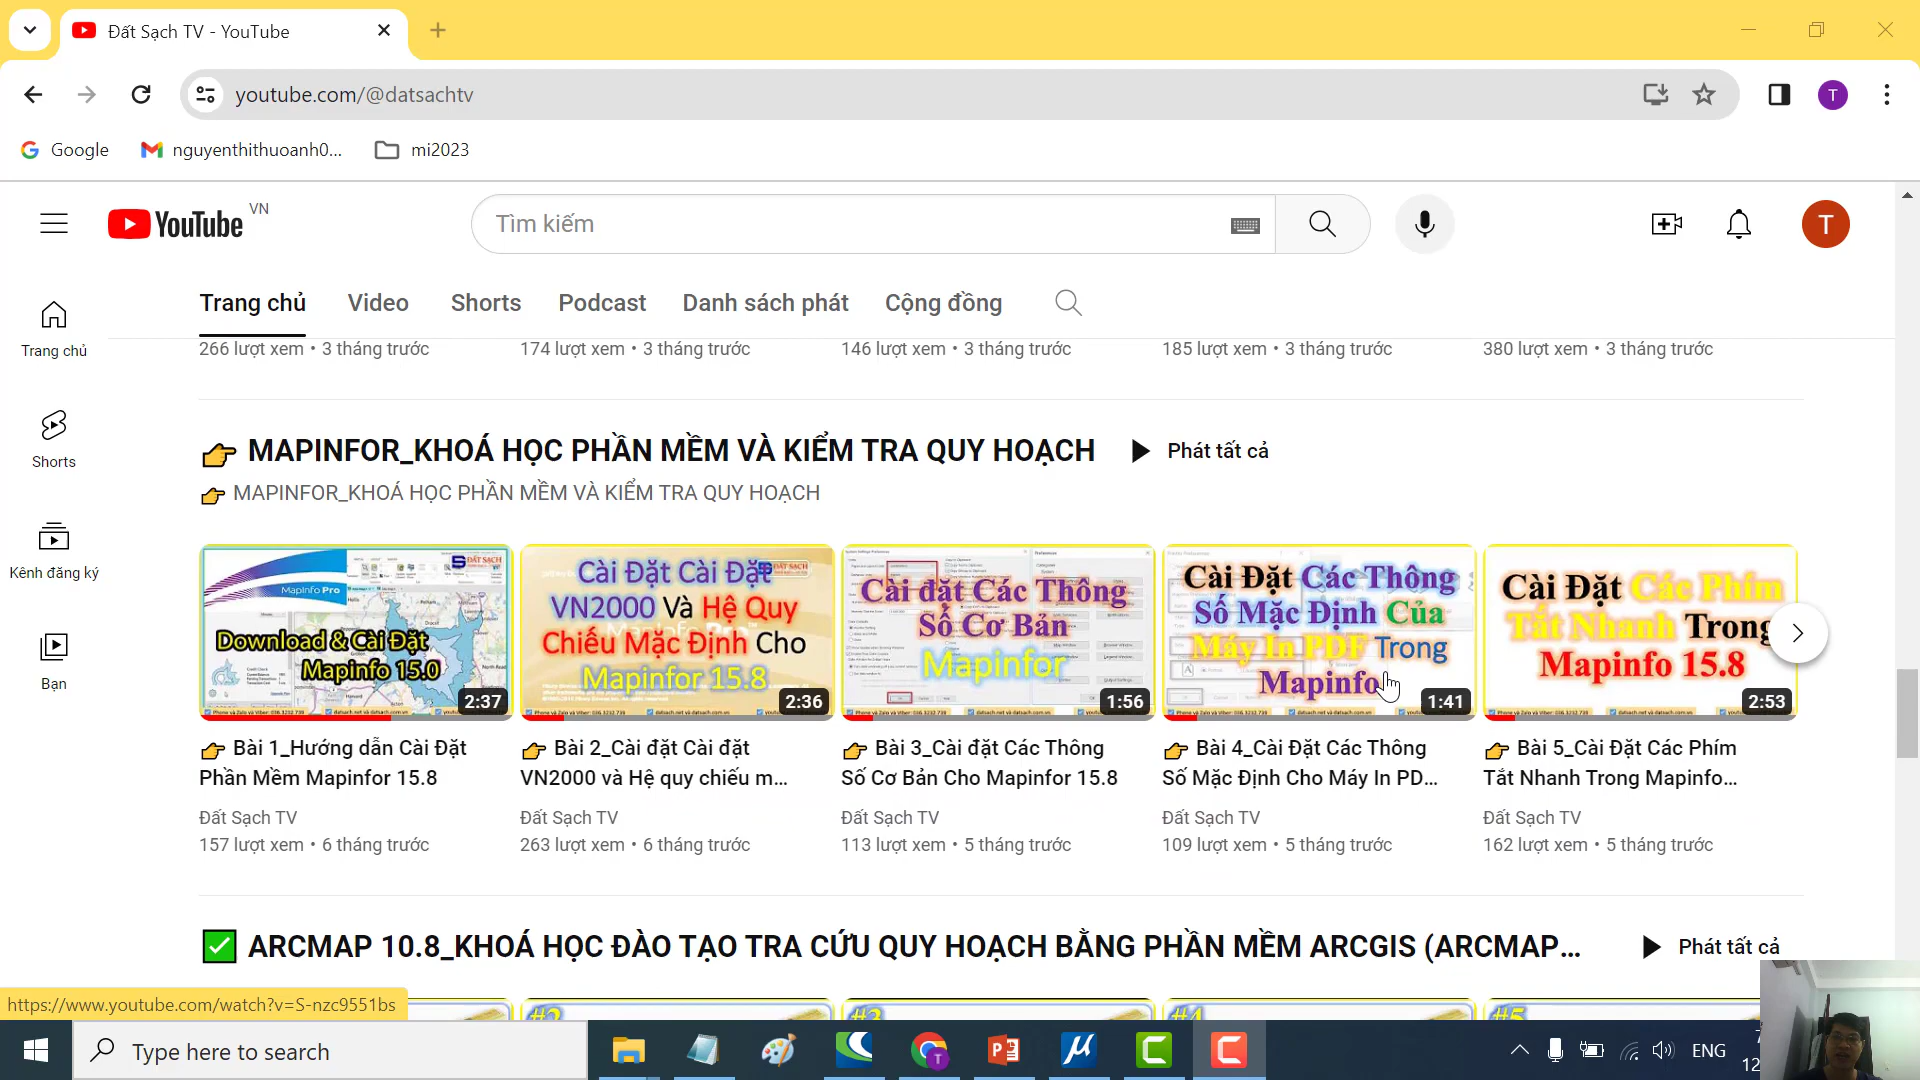 Đất Sạch TV - YouTube
youtube.com/@datsachtv
T
Google
nguyenthithuoanh0...
mi2023
YouTube VN
Tìm kiếm
T
Trang chủ
Video
Shorts
Podcast
Danh sách phát
Cộng đồng
Trang chủ
Shorts
Kênh đăng ký
Bạn
266 lượt xem • 3 tháng trước
174 lượt xem • 3 tháng trước
146 lượt xem • 3 tháng trước
185 lượt xem • 3 tháng trước
380 lượt xem • 3 tháng trước
👉 MAPINFOR_KHOÁ HỌC PHẦN MỀM VÀ KIỂM TRA QUY HOẠCH
Phát tất cả
👉 MAPINFOR_KHOÁ HỌC PHẦN MỀM VÀ KIỂM TRA QUY HOẠCH
ĐẤT SẠCH
MapInfo Pro
Download & Cài Đặt
Mapinfo 15.0
2:37
Cài Đặt Cài Đặt
VN2000 Và Hệ Quy
Chiếu Mặc Định Cho
Mapinfor 15.8
2:36
Cài đặt Các Thông
Số Cơ Bản
Mapinfor
1:56
Cài Đặt Các Thông
Số Mặc Định Của
Máy In PDF Trong
Mapinfo
1:41
Cài Đặt Các Phím
Tắt Nhanh Trong
Mapinfo 15.8
2:53
👉 Bài 1_Hướng dẫn Cài Đặt
Phần Mềm Mapinfor 15.8
Đất Sạch TV
157 lượt xem • 6 tháng trước
👉 Bài 2_Cài đặt Cài đặt
VN2000 và Hệ quy chiếu m...
Đất Sạch TV
263 lượt xem • 6 tháng trước
👉 Bài 3_Cài đặt Các Thông
Số Cơ Bản Cho Mapinfor 15.8
Đất Sạch TV
113 lượt xem • 5 tháng trước
👉 Bài 4_Cài Đặt Các Thông
Số Mặc Định Cho Máy In PD...
Đất Sạch TV
109 lượt xem • 5 tháng trước
👉 Bài 5_Cài Đặt Các Phím
Tắt Nhanh Trong Mapinfo...
Đất Sạch TV
162 lượt xem • 5 tháng trước
✅ ARCMAP 10.8_KHOÁ HỌC ĐÀO TẠO TRA CỨU QUY HOẠCH BẰNG PHẦN MỀM ARCGIS (ARCMAP...
Phát tất cả
https://www.youtube.com/watch?v=S-nzc9551bs
#2
#3
#4
#5
Type here to search
ENG